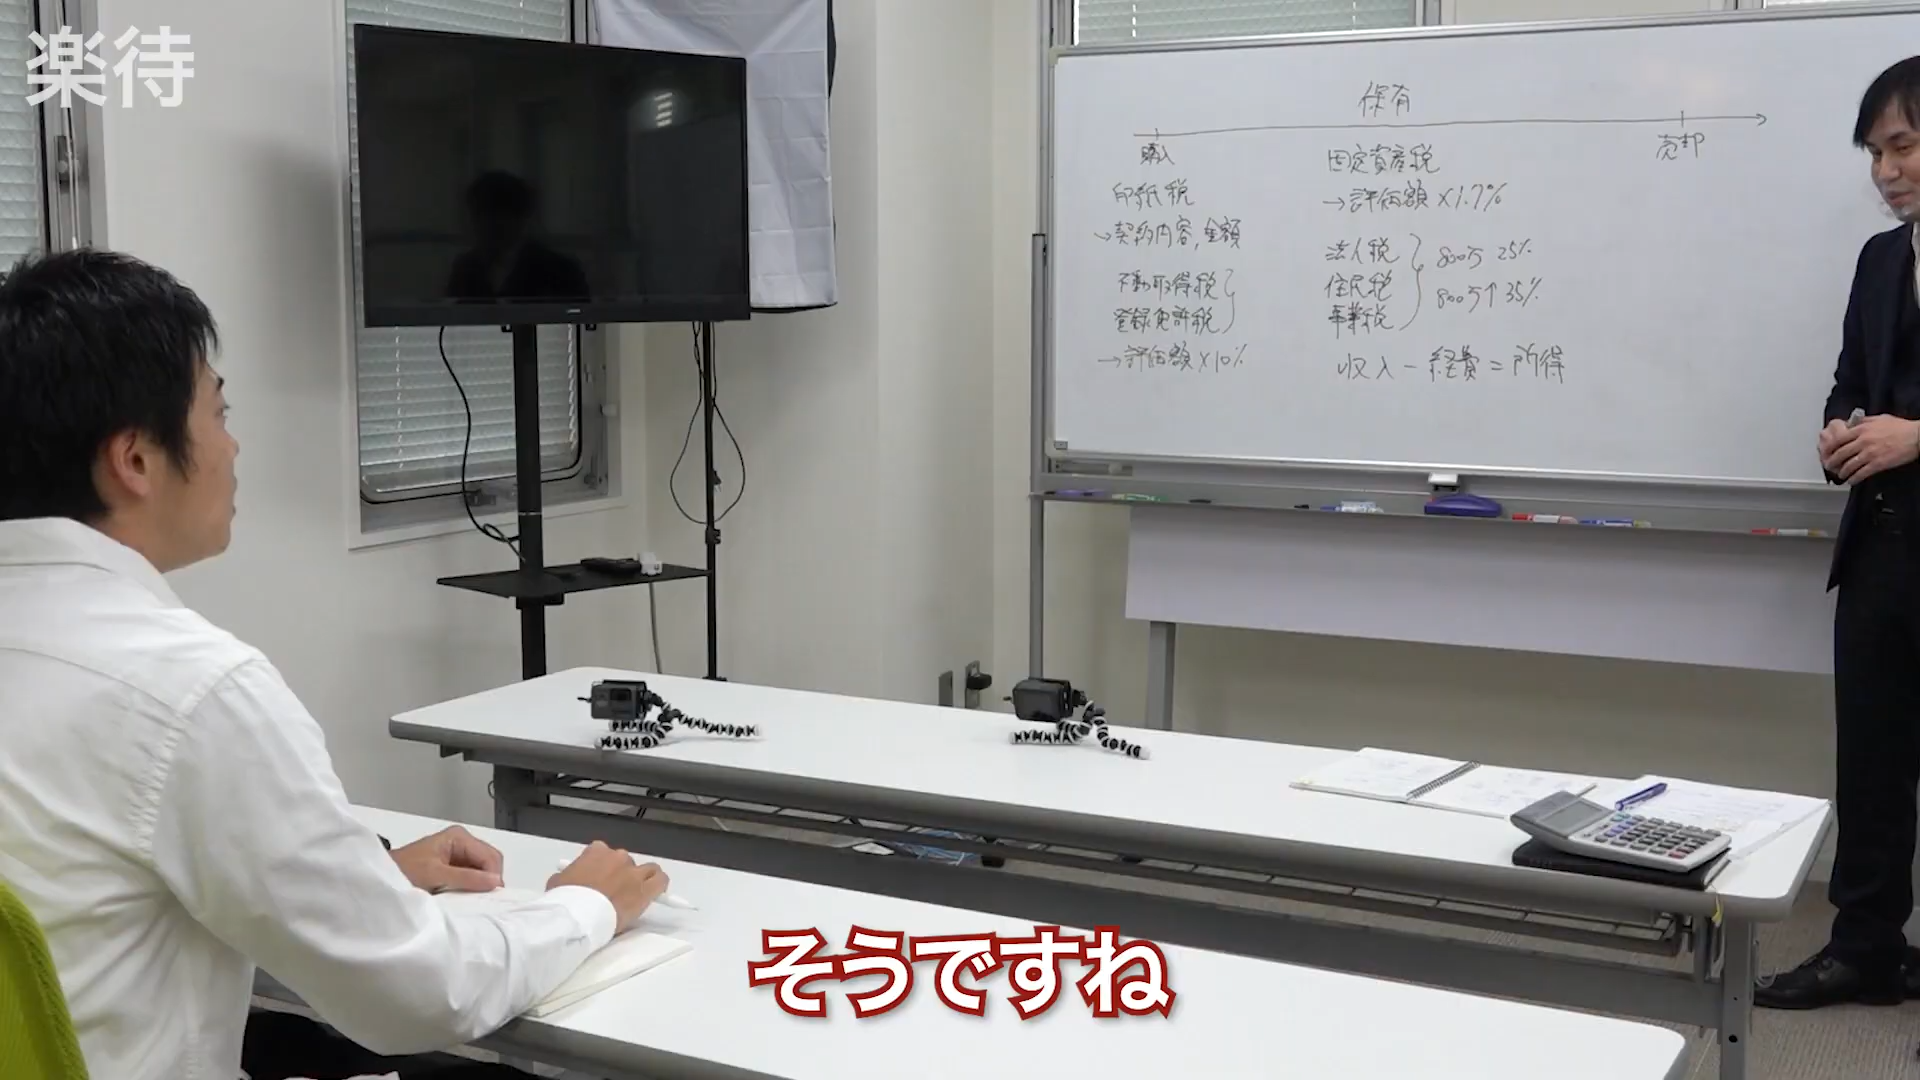 楽待
保有
購入
売却
印紙税
→契約内容,金額
不動取得税
登録免許税
→評価額×10%
固定資産税
→評価額×1.7%
法人税
住民税
事業税
800万 25%
800万↑ 35%
収入-経費=所得
そうですね